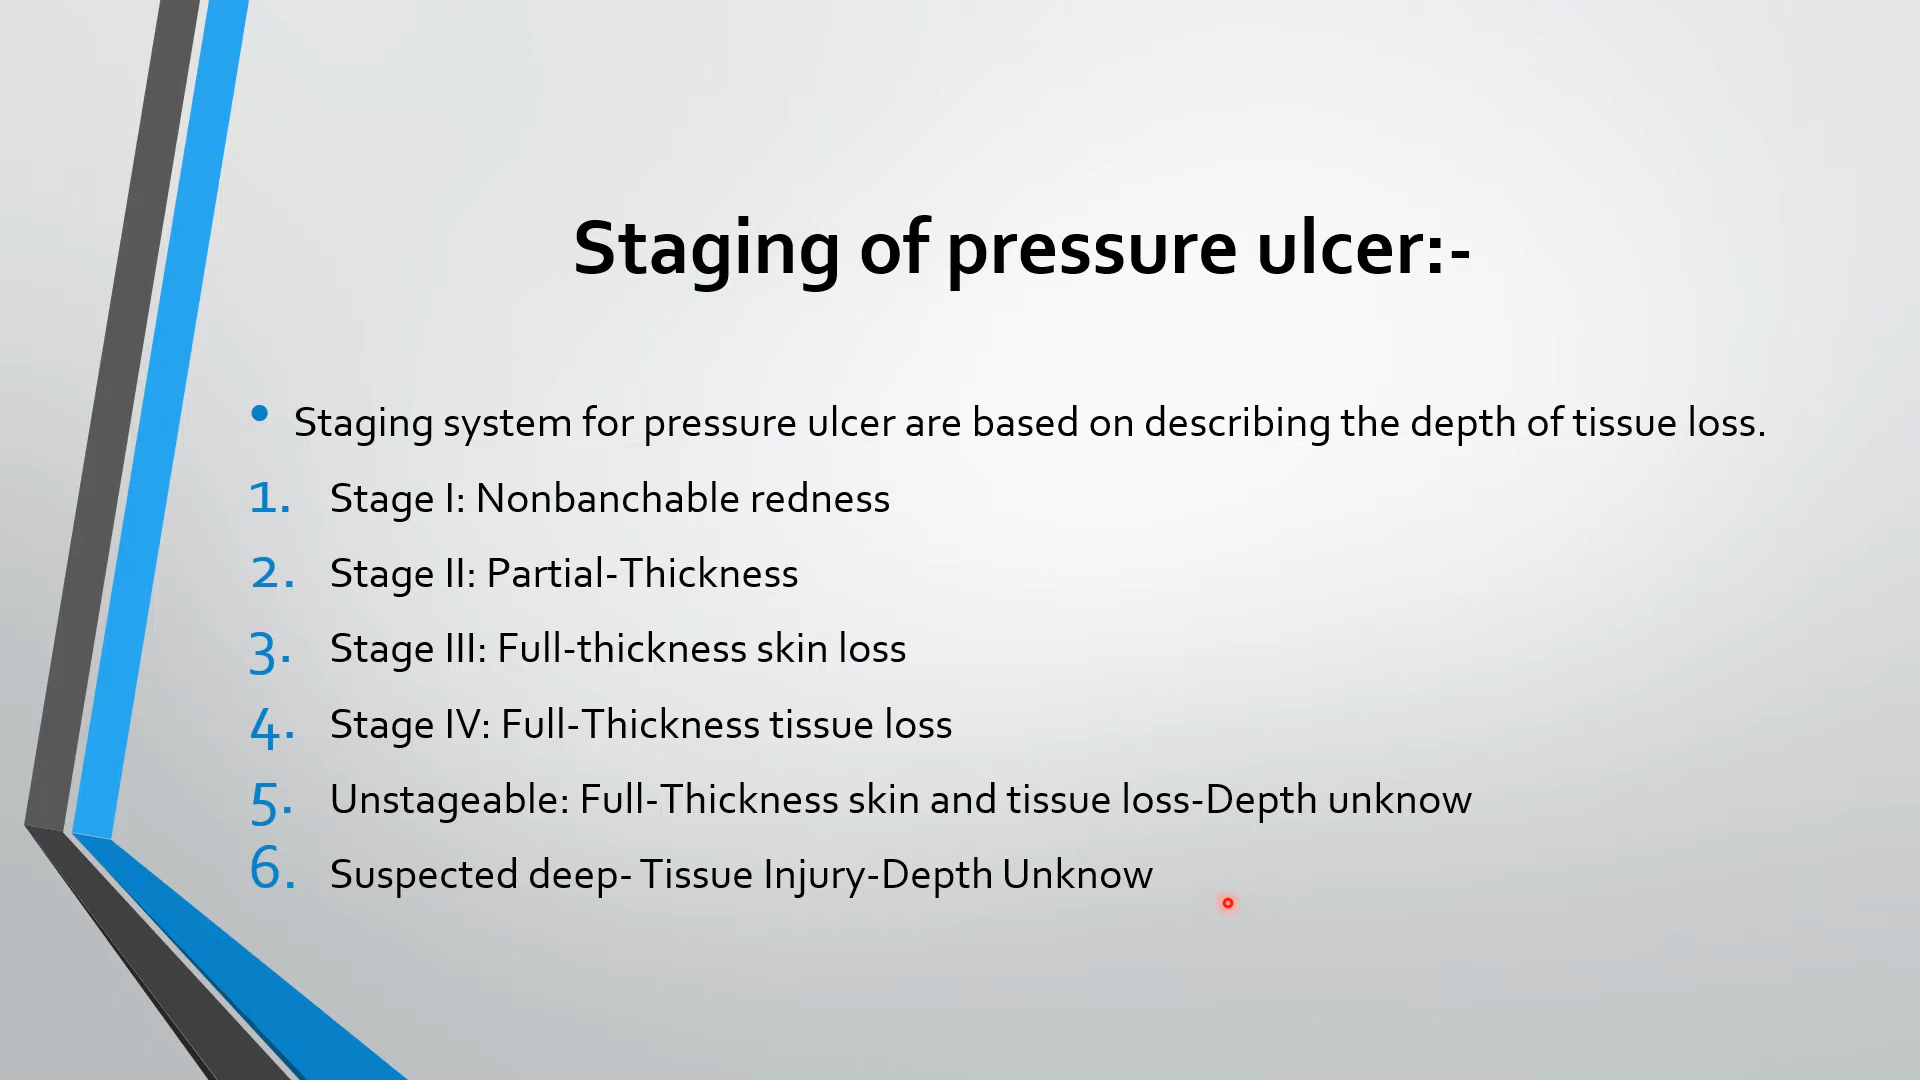 Staging of pressure ulcer:-
• Staging system for pressure ulcer are based on describing the depth of tissue loss.
1. Stage I: Nonbanchable redness
2. Stage II: Partial-Thickness
3. Stage III: Full-thickness skin loss
4. Stage IV: Full-Thickness tissue loss
5. Unstageable: Full-Thickness skin and tissue loss-Depth unknow
6. Suspected deep- Tissue Injury-Depth Unknow